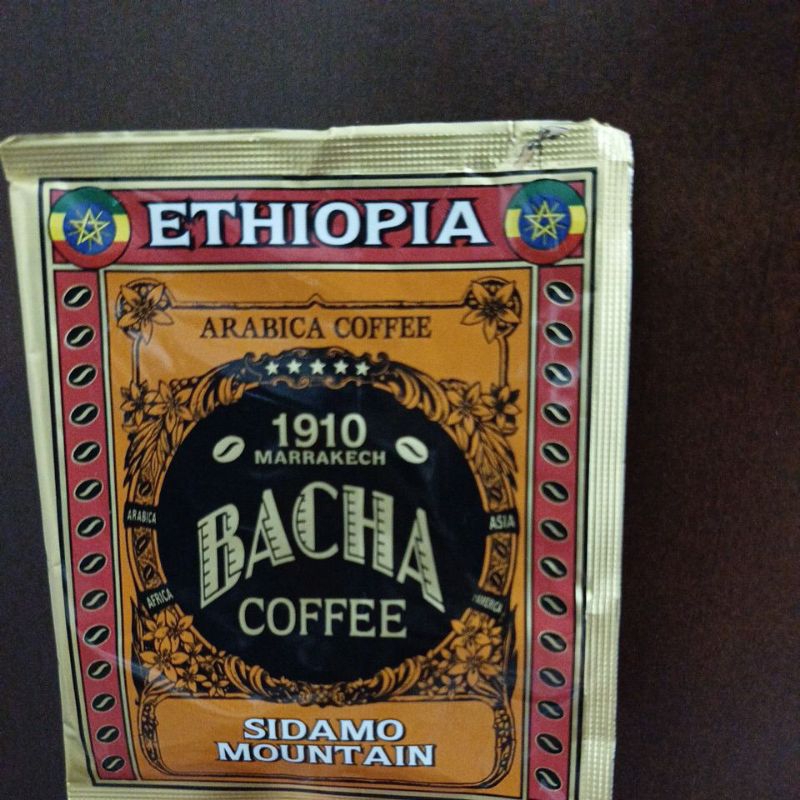 ETHIOPIA
ARABICA COFFEE
1910
MARRAKECH
BACHA
COFFEE
ARABICA
ASIA
AFRICA
AMERICA
SIDAMO
MOUNTAIN